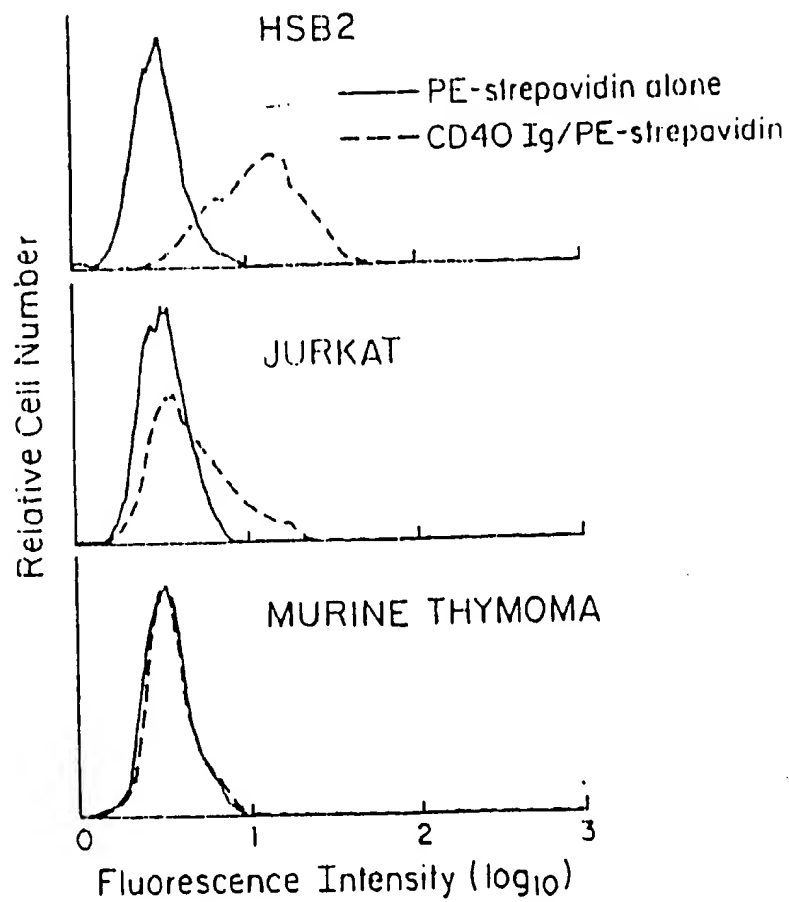 HSB2
PE-strepavidin alone
CD40 Ig/PE-strepavidin
JURKAT
MURINE THYMOMA
Relative Cell Number
0 1 2 3
Fluorescence Intensity (log10)